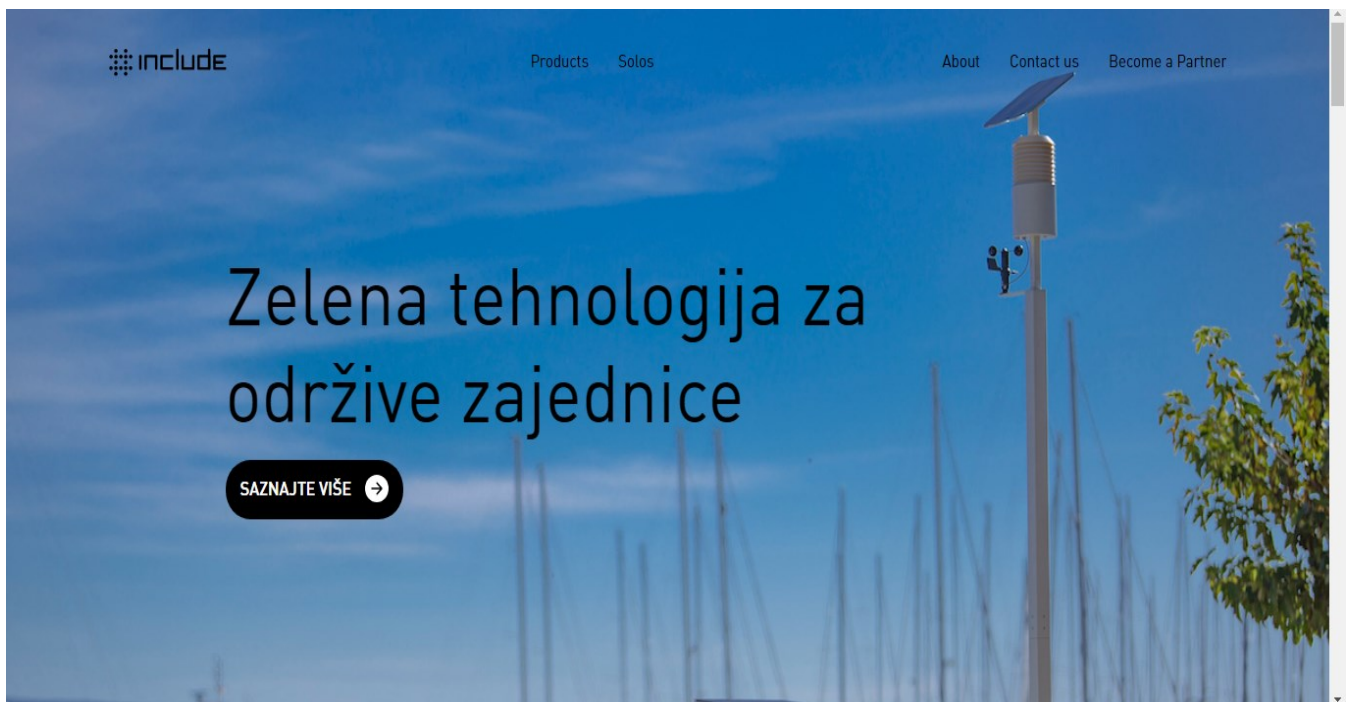 include
Products Solos
About Contact us Become a Partner
Zelena tehnologija za
održive zajednice
SAZNAJTE VIŠE